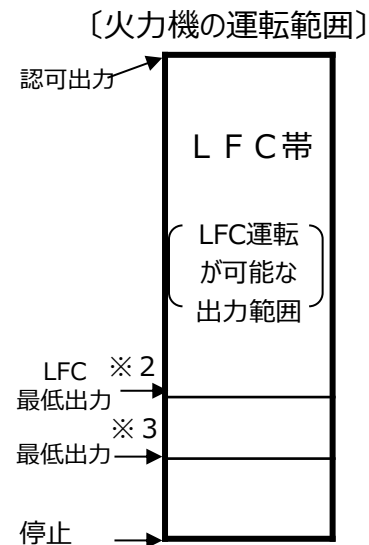 〔火力機の運転範囲〕
認可出力
ＬＦＣ帯
LFC運転
が可能な
出力範囲
LFC ※２
最低出力
※３
最低出力
停止